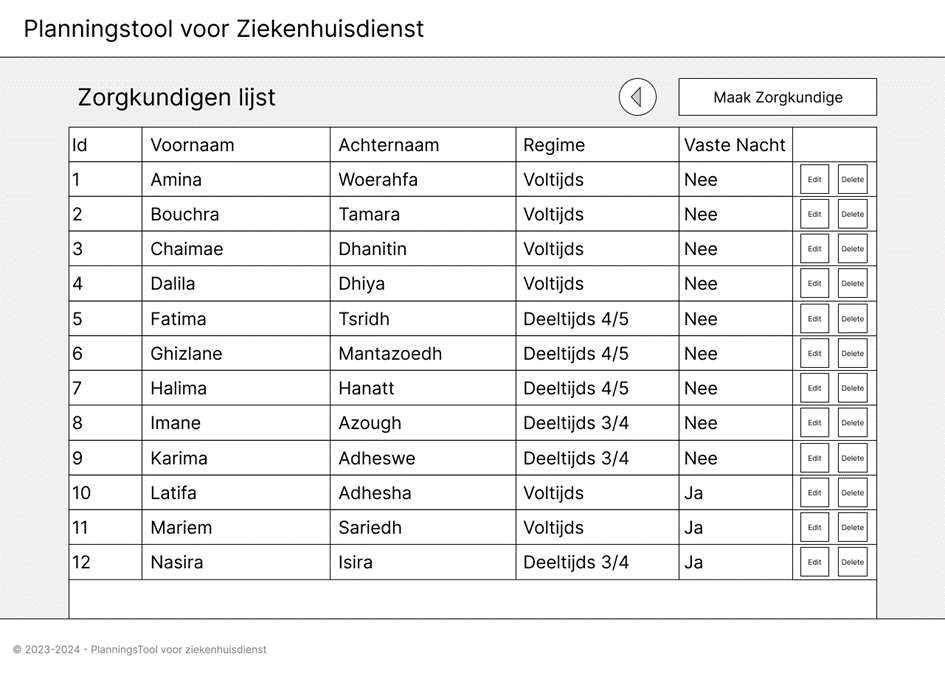 Planningstool voor Ziekenhuisdienst
Zorgkundigen lijst
Maak Zorgkundige
Id Voornaam Achternaam Regime Vaste Nacht
1 Amina Woerahfa Voltijds Nee Edit Delete
2 Bouchra Tamara Voltijds Nee Edit Delete
3 Chaimae Dhanitin Voltijds Nee Edit Delete
4 Dalila Dhiya Voltijds Nee Edit Delete
5 Fatima Tsridh Deeltijds 4/5 Nee Edit Delete
6 Ghizlane Mantazoedh Deeltijds 4/5 Nee Edit Delete
7 Halima Hanatt Deeltijds 4/5 Nee Edit Delete
8 Imane Azough Deeltijds 3/4 Nee Edit Delete
9 Karima Adheswe Deeltijds 3/4 Nee Edit Delete
10 Latifa Adhesha Voltijds Ja Edit Delete
11 Mariem Sariedh Voltijds Ja Edit Delete
12 Nasira Isira Deeltijds 3/4 Ja Edit Delete
© 2023-2024 - PlanningsTool voor ziekenhuisdienst